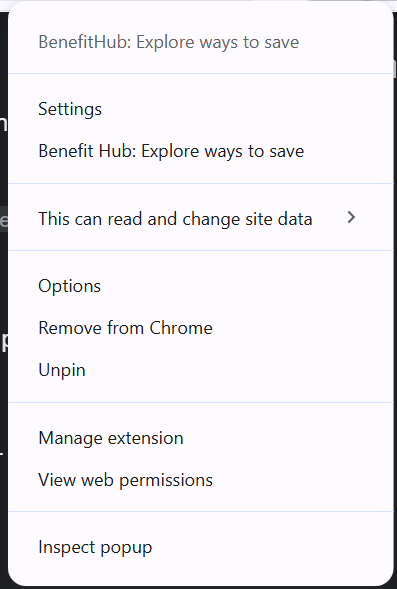 BenefitHub: Explore ways to save
Settings
Benefit Hub: Explore ways to save
This can read and change site data
Options
Remove from Chrome
Unpin
Manage extension
View web permissions
Inspect popup